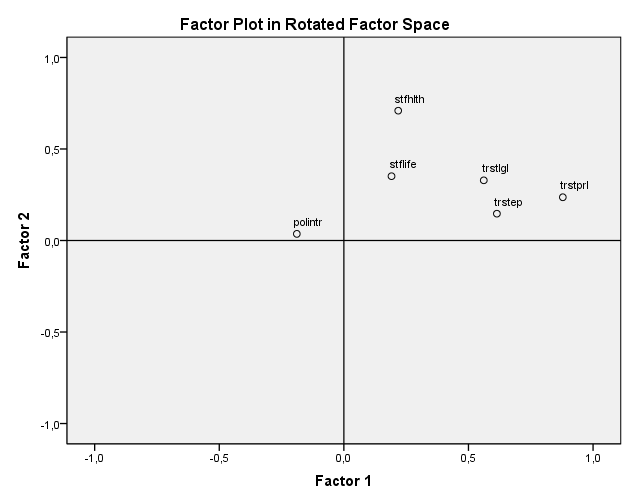 Factor Plot in Rotated Factor Space
1,0
stfhlth
0,5
stflife
trstlgl
trstprl
trstep
polintr
Factor 2
0,0
-0,5
-1,0
-1,0
-0,5
0,0
0,5
1,0
Factor 1